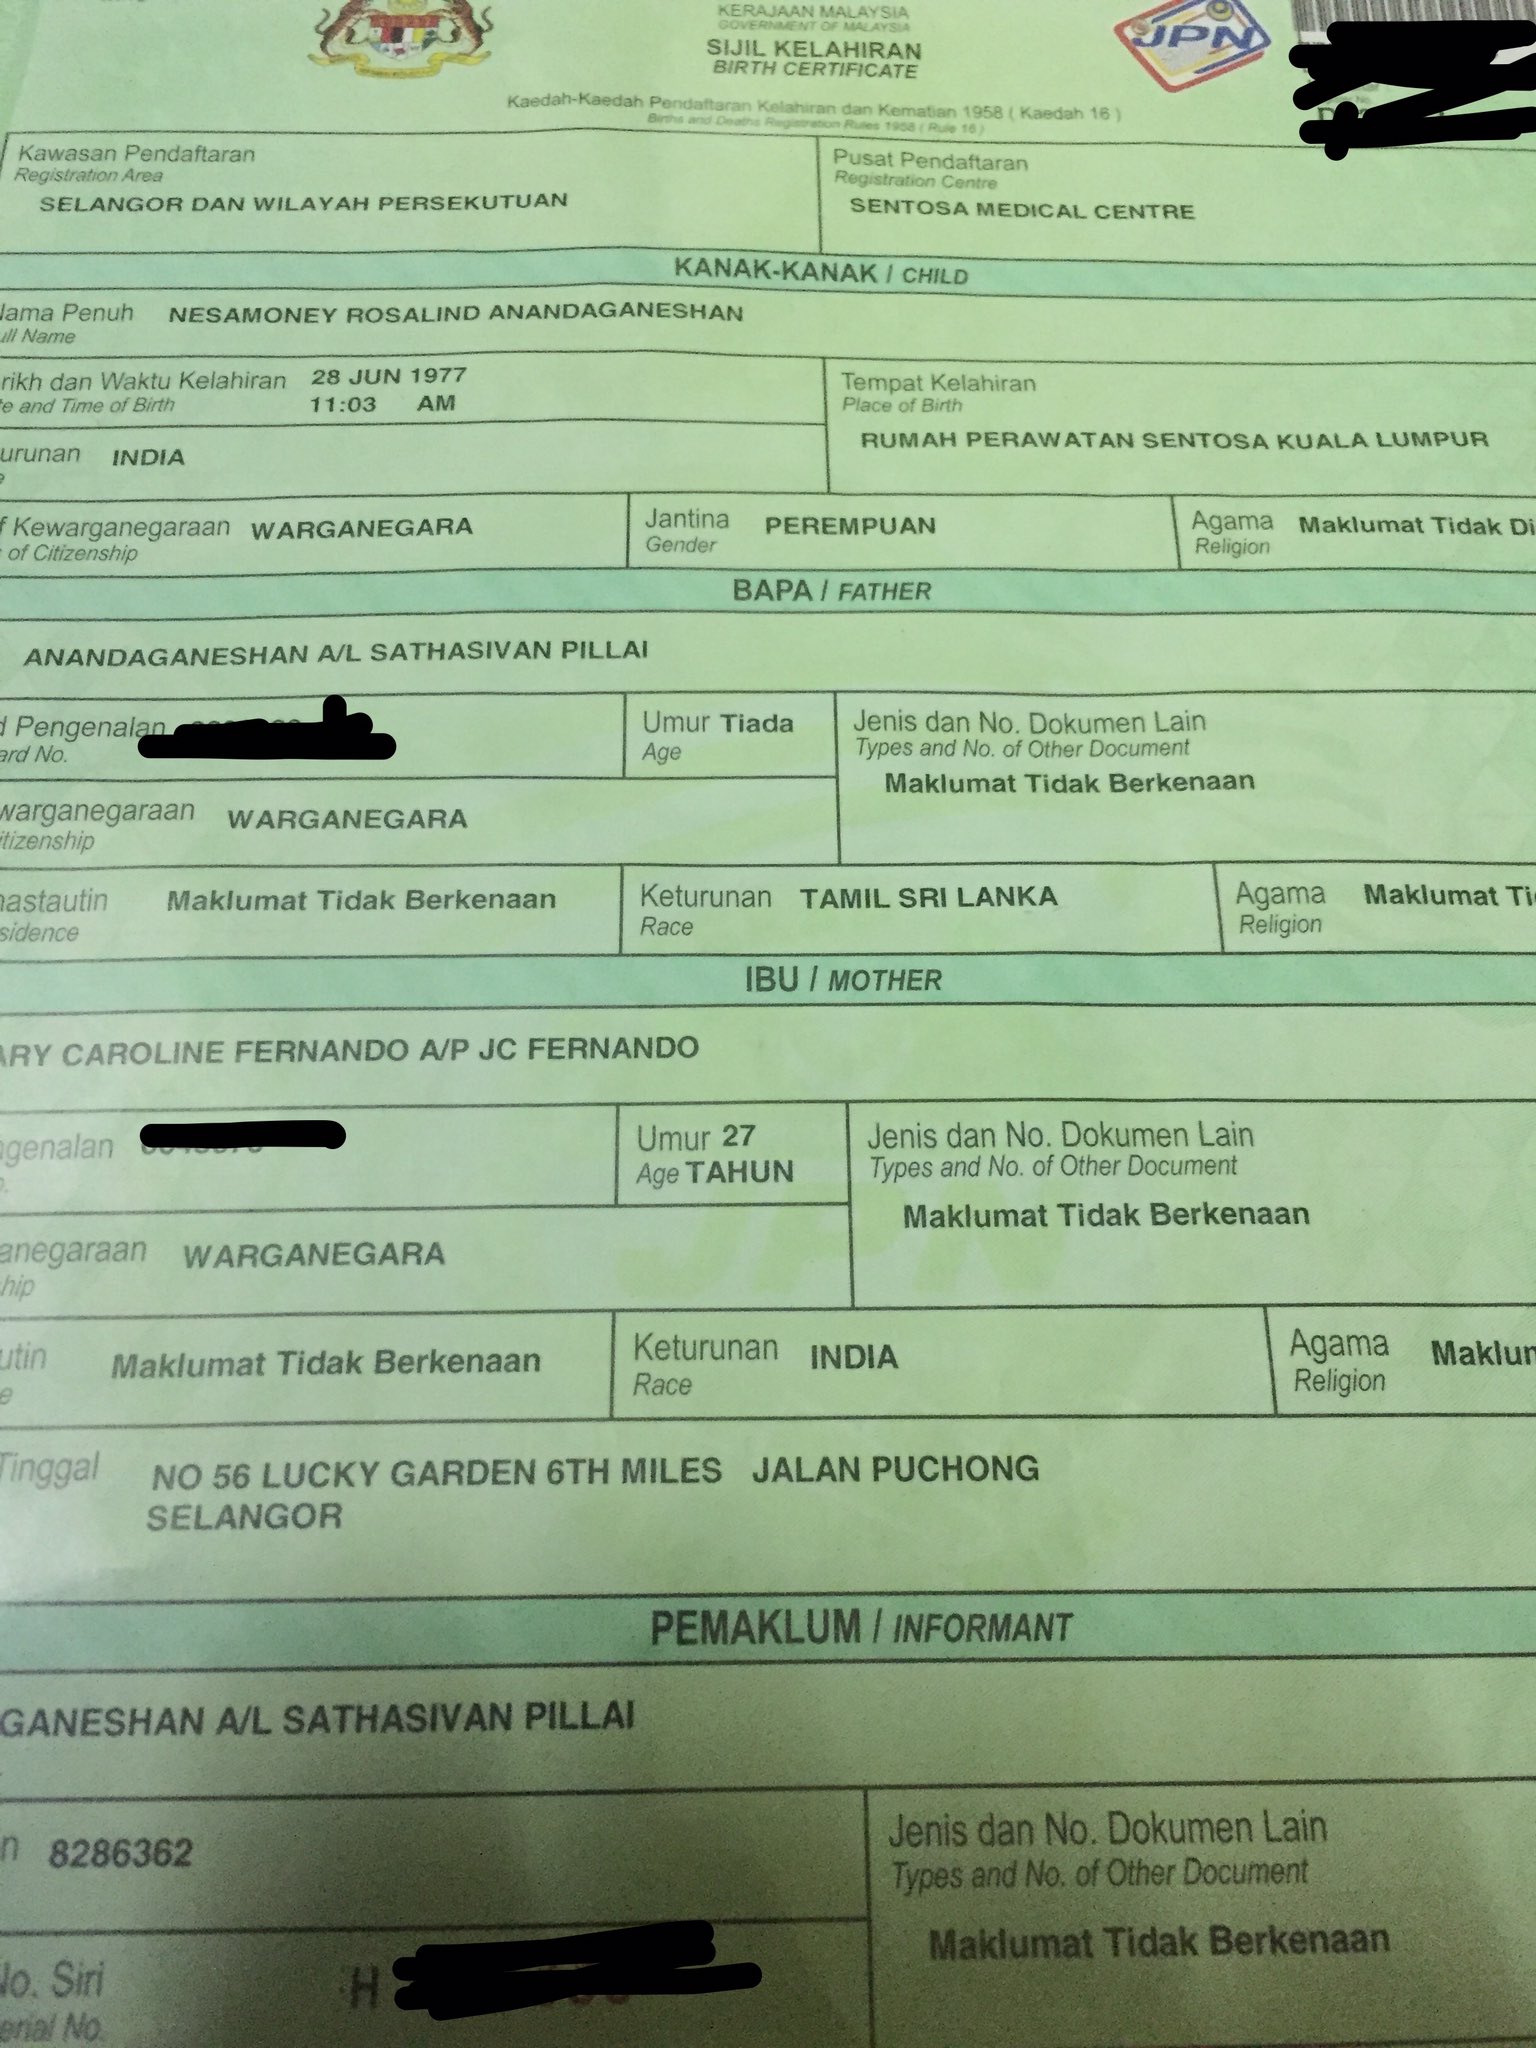 KERAJAAN MALAYSIA
GOVERNMENT OF MALAYSIA
SIJIL KELAHIRAN
BIRTH CERTIFICATE
JPN
Kaedah-Kaedah Pendaftaran Kelahiran dan Kematian 1958 ( Kaedah 16 )
Births and Deaths Registration Rules 1958 ( Rule 16 )
Kawasan Pendaftaran
Registration Area
SELANGOR DAN WILAYAH PERSEKUTUAN
Pusat Pendaftaran
Registration Centre
SENTOSA MEDICAL CENTRE
KANAK-KANAK / CHILD
Nama Penuh NESAMONEY ROSALIND ANANDAGANESHAN
ull Name
rikh dan Waktu Kelahiran 28 JUN 1977
te and Time of Birth 11:03 AM
Tempat Kelahiran
Place of Birth
RUMAH PERAWATAN SENTOSA KUALA LUMPUR
urunan INDIA
f Kewarganegaraan WARGANEGARA
of Citizenship
Jantina PEREMPUAN
Gender
Agama Maklumat Tidak Di
Religion
BAPA / FATHER
ANANDAGANESHAN A/L SATHASIVAN PILLAI
d Pengenalan
ard No.
Umur Tiada
Age
Jenis dan No. Dokumen Lain
Types and No. of Other Document
Maklumat Tidak Berkenaan
warganegaraan WARGANEGARA
itizenship
mastautin Maklumat Tidak Berkenaan
sidence
Keturunan TAMIL SRI LANKA
Race
Agama Maklumat Ti
Religion
IBU / MOTHER
ARY CAROLINE FERNANDO A/P JC FERNANDO
ngenalan
Umur 27
Age TAHUN
Jenis dan No. Dokumen Lain
Types and No. of Other Document
Maklumat Tidak Berkenaan
anegaraan WARGANEGARA
hip
utin Maklumat Tidak Berkenaan
e
Keturunan INDIA
Race
Agama Maklum
Religion
Tinggal NO 56 LUCKY GARDEN 6TH MILES JALAN PUCHONG
SELANGOR
PEMAKLUM / INFORMANT
GANESHAN A/L SATHASIVAN PILLAI
n 8286362
Jenis dan No. Dokumen Lain
Types and No. of Other Document
Maklumat Tidak Berkenaan
No. Siri H
erial No.